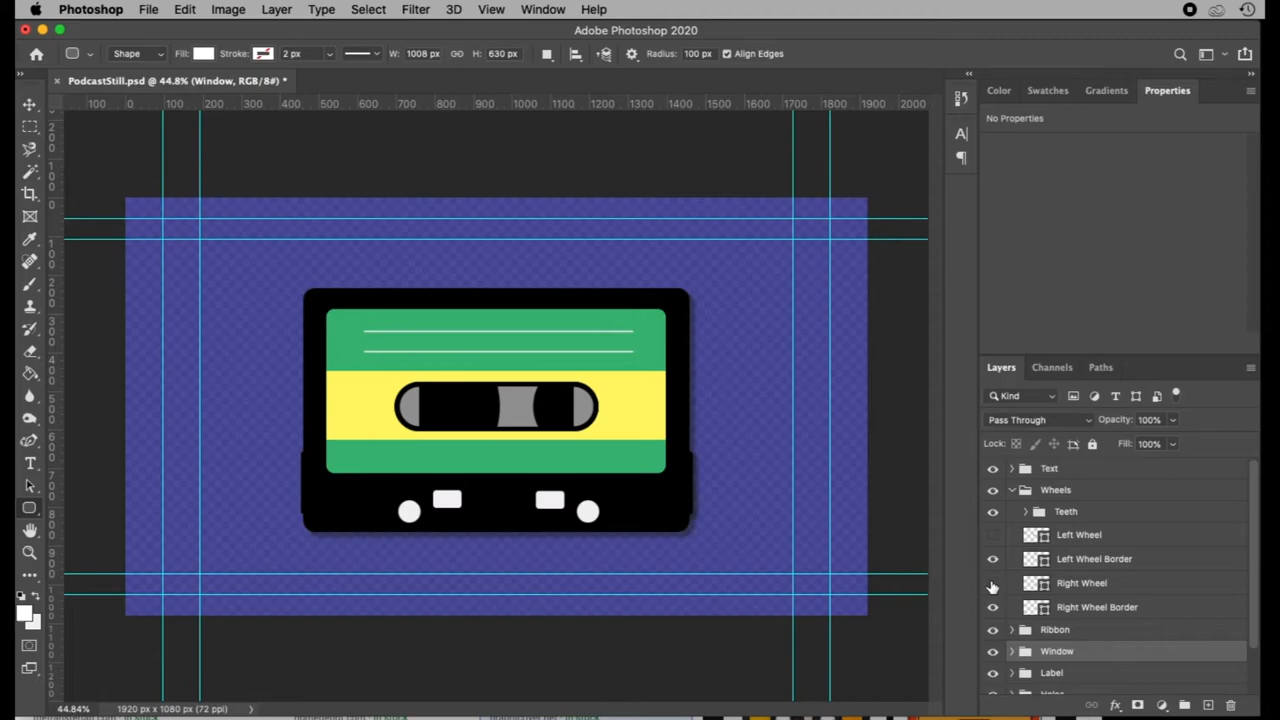 Photoshop File Edit Image Layer Type Select Filter 3D View Window Help
Adobe Photoshop 2020
Shape Fill: Stroke: 2 px W: 1008 px H: 630 px Radius: 100 px Align Edges
PodcastStill.psd @ 44.8% (Window, RGB/8#) *
Color Swatches Gradients Properties
100 0 100 200 300 400 500 600 700 800 900 1000 1100 1200 1300 1400 1500 1600 1700 1800 1900 2000
No Properties
Layers Channels Paths
Kind
Pass Through Opacity: 100%
Lock: Fill: 100%
Text
Wheels
Teeth
Left Wheel
Left Wheel Border
Right Wheel
Right Wheel Border
Ribbon
Window
Label
44.84% 1920 px x 1080 px (72 ppi)